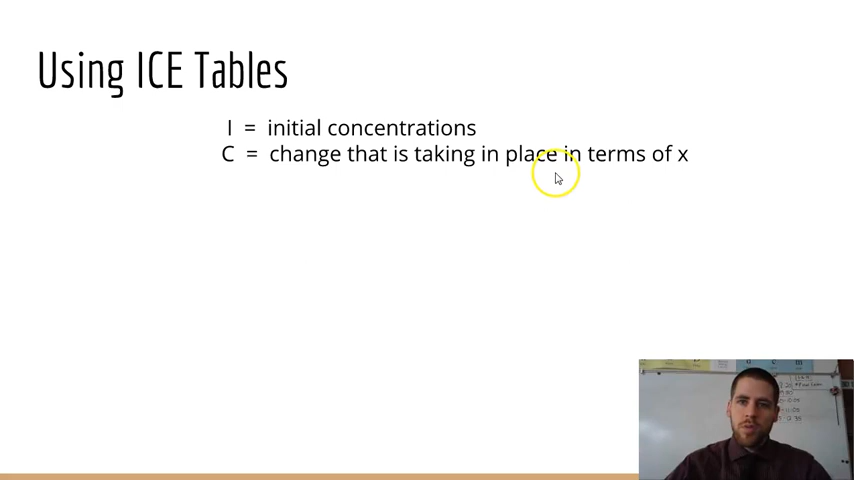 Using ICE Tables
I = initial concentrations
C = change that is taking in place in terms of x